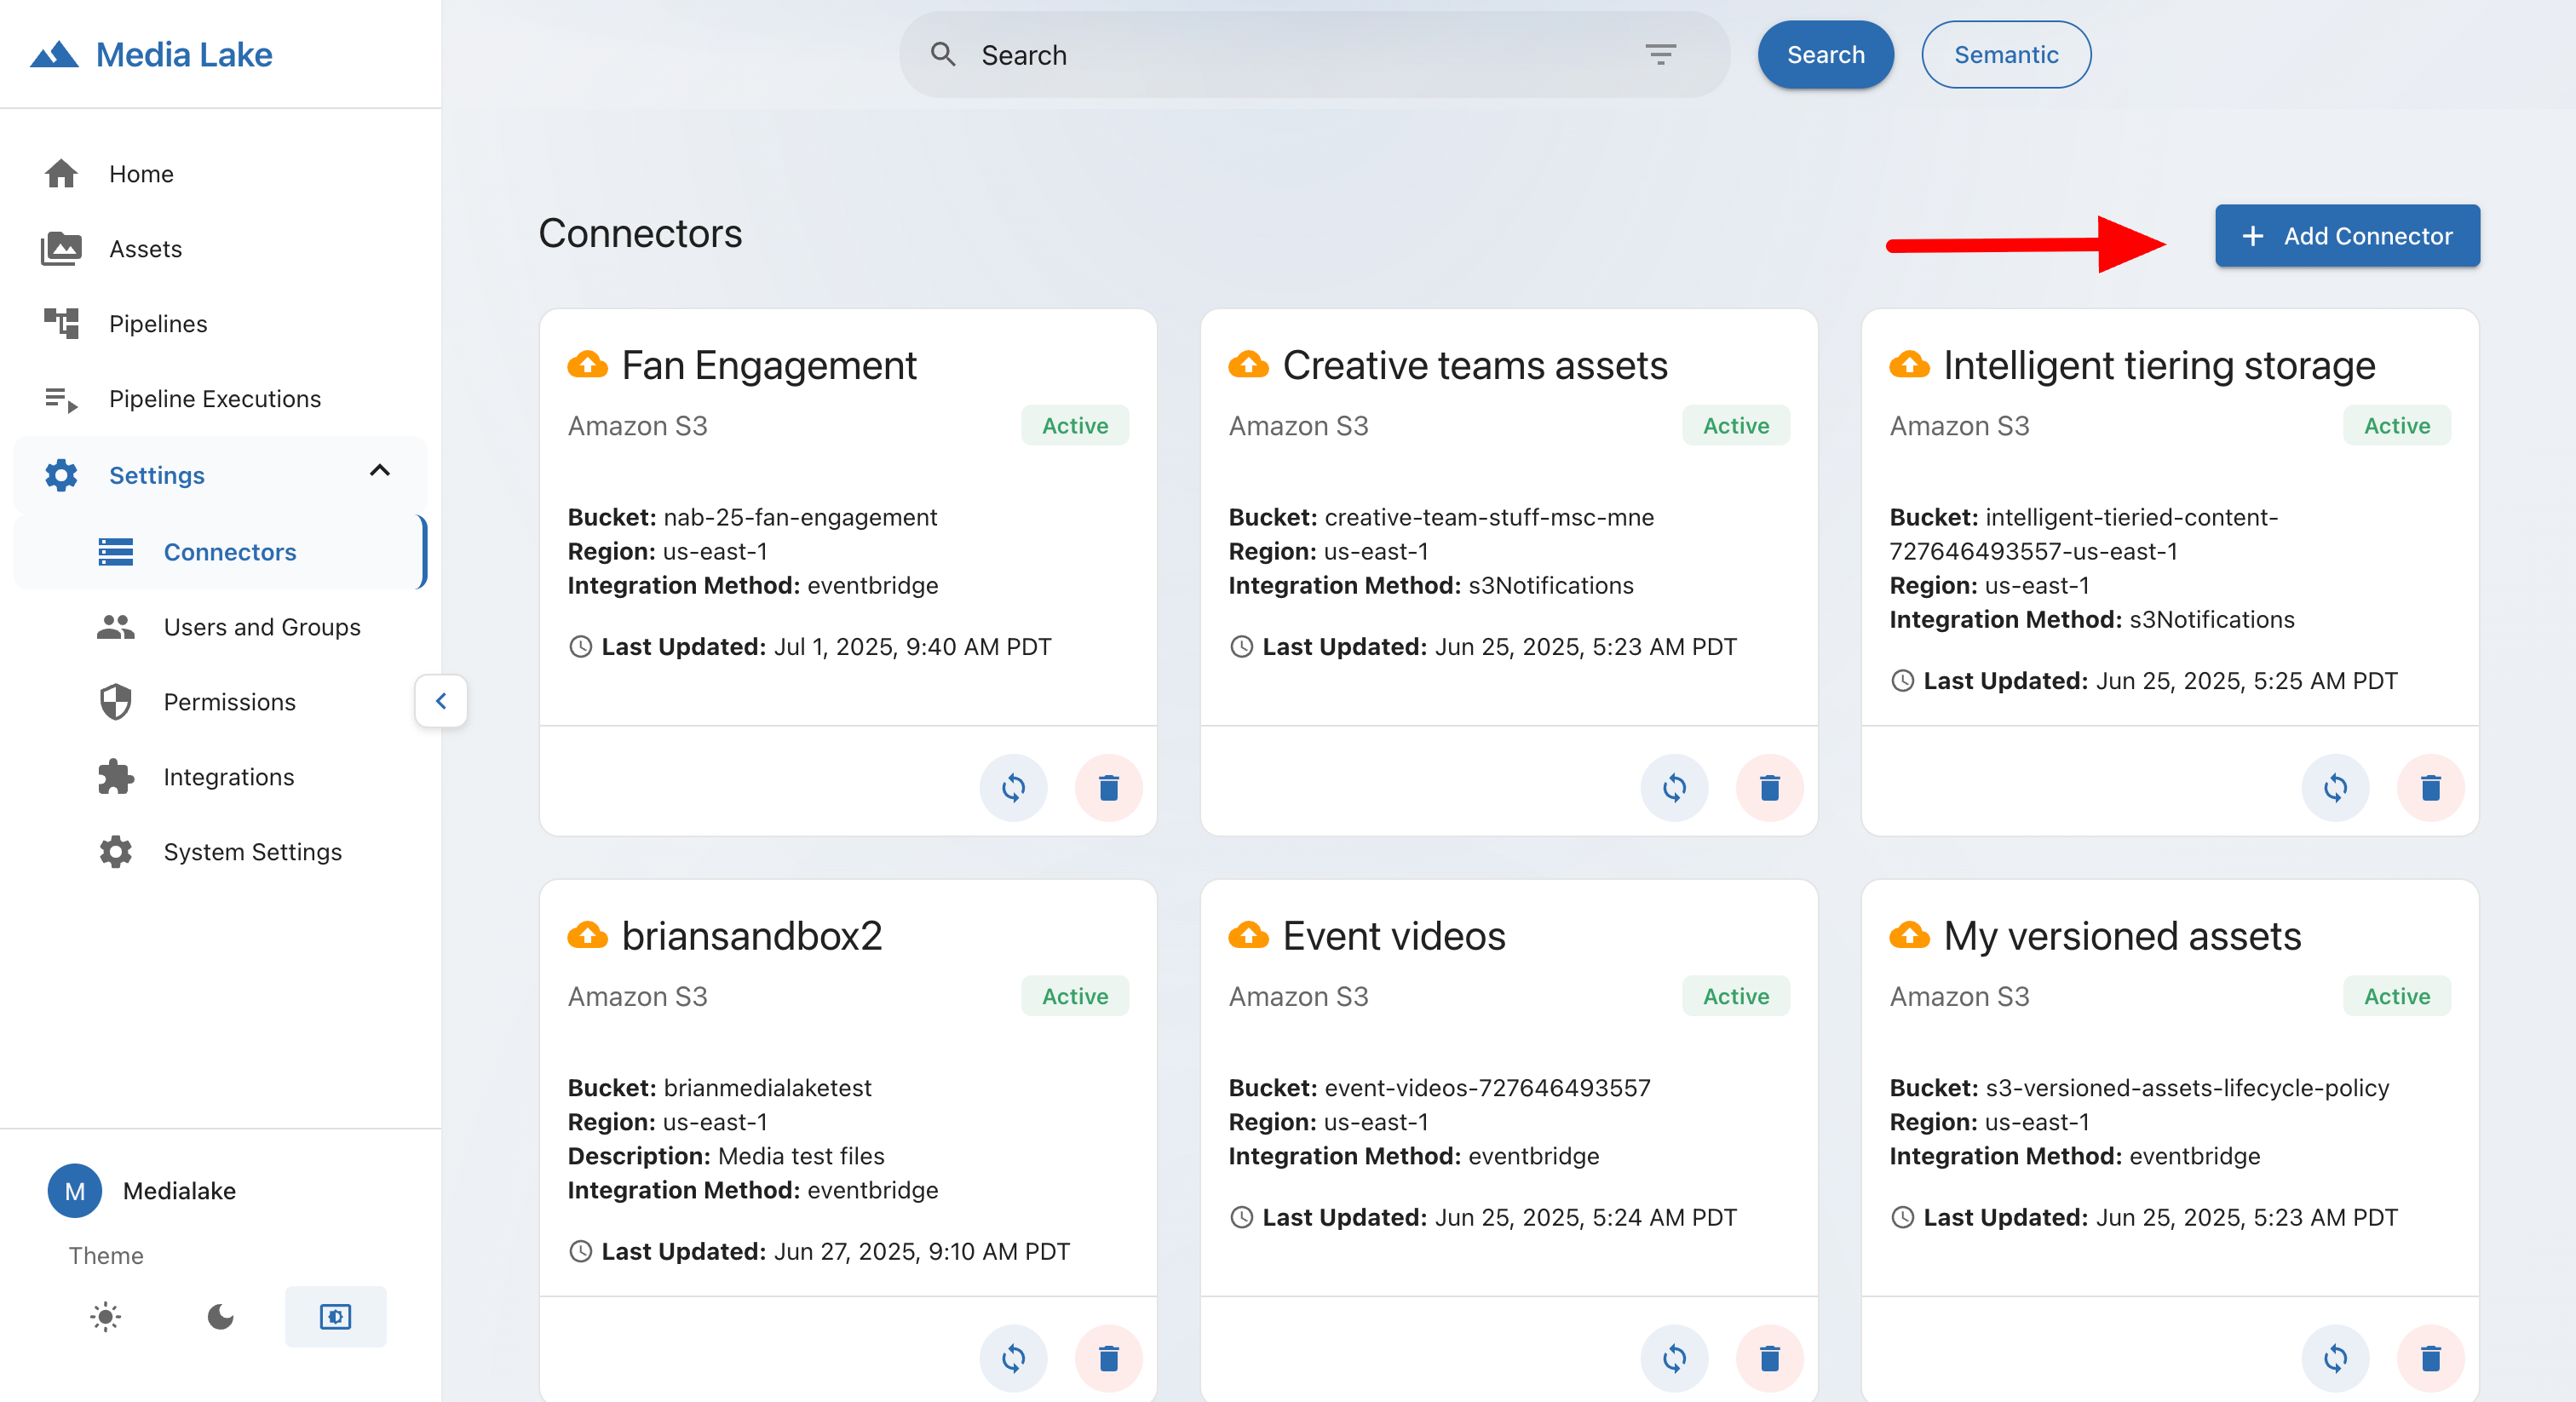 Media Lake
Search
Search
Semantic
Home
Assets
Pipelines
Pipeline Executions
Settings
Connectors
Users and Groups
Permissions
Integrations
System Settings
M Medialake
Theme
Connectors
+ Add Connector
Fan Engagement
Amazon S3
Active
Bucket: nab-25-fan-engagement
Region: us-east-1
Integration Method: eventbridge
Last Updated: Jul 1, 2025, 9:40 AM PDT
Creative teams assets
Amazon S3
Active
Bucket: creative-team-stuff-msc-mne
Region: us-east-1
Integration Method: s3Notifications
Last Updated: Jun 25, 2025, 5:23 AM PDT
Intelligent tiering storage
Amazon S3
Active
Bucket: intelligent-tieried-content-
727646493557-us-east-1
Region: us-east-1
Integration Method: s3Notifications
Last Updated: Jun 25, 2025, 5:25 AM PDT
briansandbox2
Amazon S3
Active
Bucket: brianmedialaketest
Region: us-east-1
Description: Media test files
Integration Method: eventbridge
Last Updated: Jun 27, 2025, 9:10 AM PDT
Event videos
Amazon S3
Active
Bucket: event-videos-727646493557
Region: us-east-1
Integration Method: eventbridge
Last Updated: Jun 25, 2025, 5:24 AM PDT
My versioned assets
Amazon S3
Active
Bucket: s3-versioned-assets-lifecycle-policy
Region: us-east-1
Integration Method: eventbridge
Last Updated: Jun 25, 2025, 5:23 AM PDT